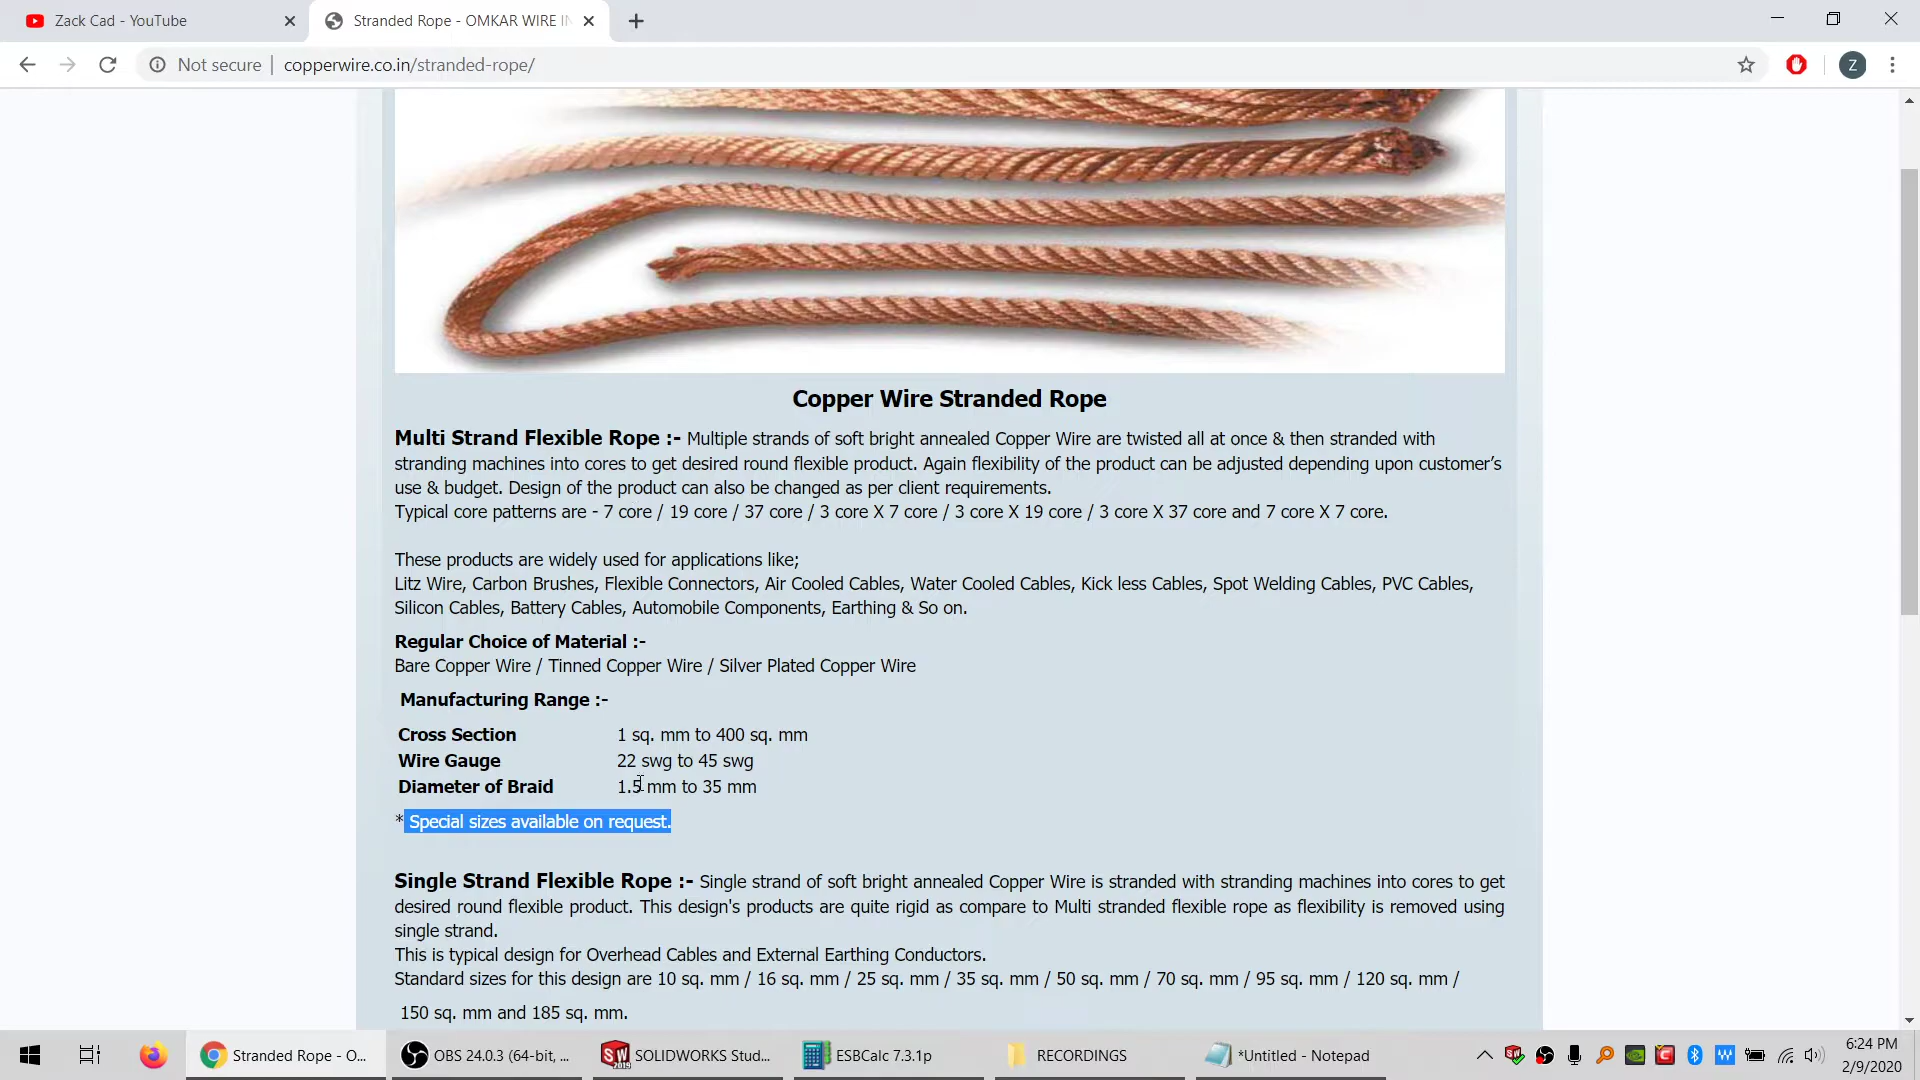 Zack Cad - YouTube
Stranded Rope - OMKAR WIRE IN
Not secure | copperwire.co.in/stranded-rope/
Z
Copper Wire Stranded Rope
Multi Strand Flexible Rope :- Multiple strands of soft bright annealed Copper Wire are twisted all at once & then stranded with
stranding machines into cores to get desired round flexible product. Again flexibility of the product can be adjusted depending upon customer’s
use & budget. Design of the product can also be changed as per client requirements.
Typical core patterns are - 7 core / 19 core / 37 core / 3 core X 7 core / 3 core X 19 core / 3 core X 37 core and 7 core X 7 core.
These products are widely used for applications like;
Litz Wire, Carbon Brushes, Flexible Connectors, Air Cooled Cables, Water Cooled Cables, Kick less Cables, Spot Welding Cables, PVC Cables,
Silicon Cables, Battery Cables, Automobile Components, Earthing & So on.
Regular Choice of Material :-
Bare Copper Wire / Tinned Copper Wire / Silver Plated Copper Wire
Manufacturing Range :-
Cross Section 1 sq. mm to 400 sq. mm
Wire Gauge 22 swg to 45 swg
Diameter of Braid 1.5 mm to 35 mm
* Special sizes available on request.
Single Strand Flexible Rope :- Single strand of soft bright annealed Copper Wire is stranded with stranding machines into cores to get
desired round flexible product. This design's products are quite rigid as compare to Multi stranded flexible rope as flexibility is removed using
single strand.
This is typical design for Overhead Cables and External Earthing Conductors.
Standard sizes for this design are 10 sq. mm / 16 sq. mm / 25 sq. mm / 35 sq. mm / 50 sq. mm / 70 sq. mm / 95 sq. mm / 120 sq. mm /
150 sq. mm and 185 sq. mm.
Stranded Rope - O...
OBS 24.0.3 (64-bit, ...
SW 2019 SOLIDWORKS Stud...
ESBCalc 7.3.1p
RECORDINGS
*Untitled - Notepad
6:24 PM
2/9/2020